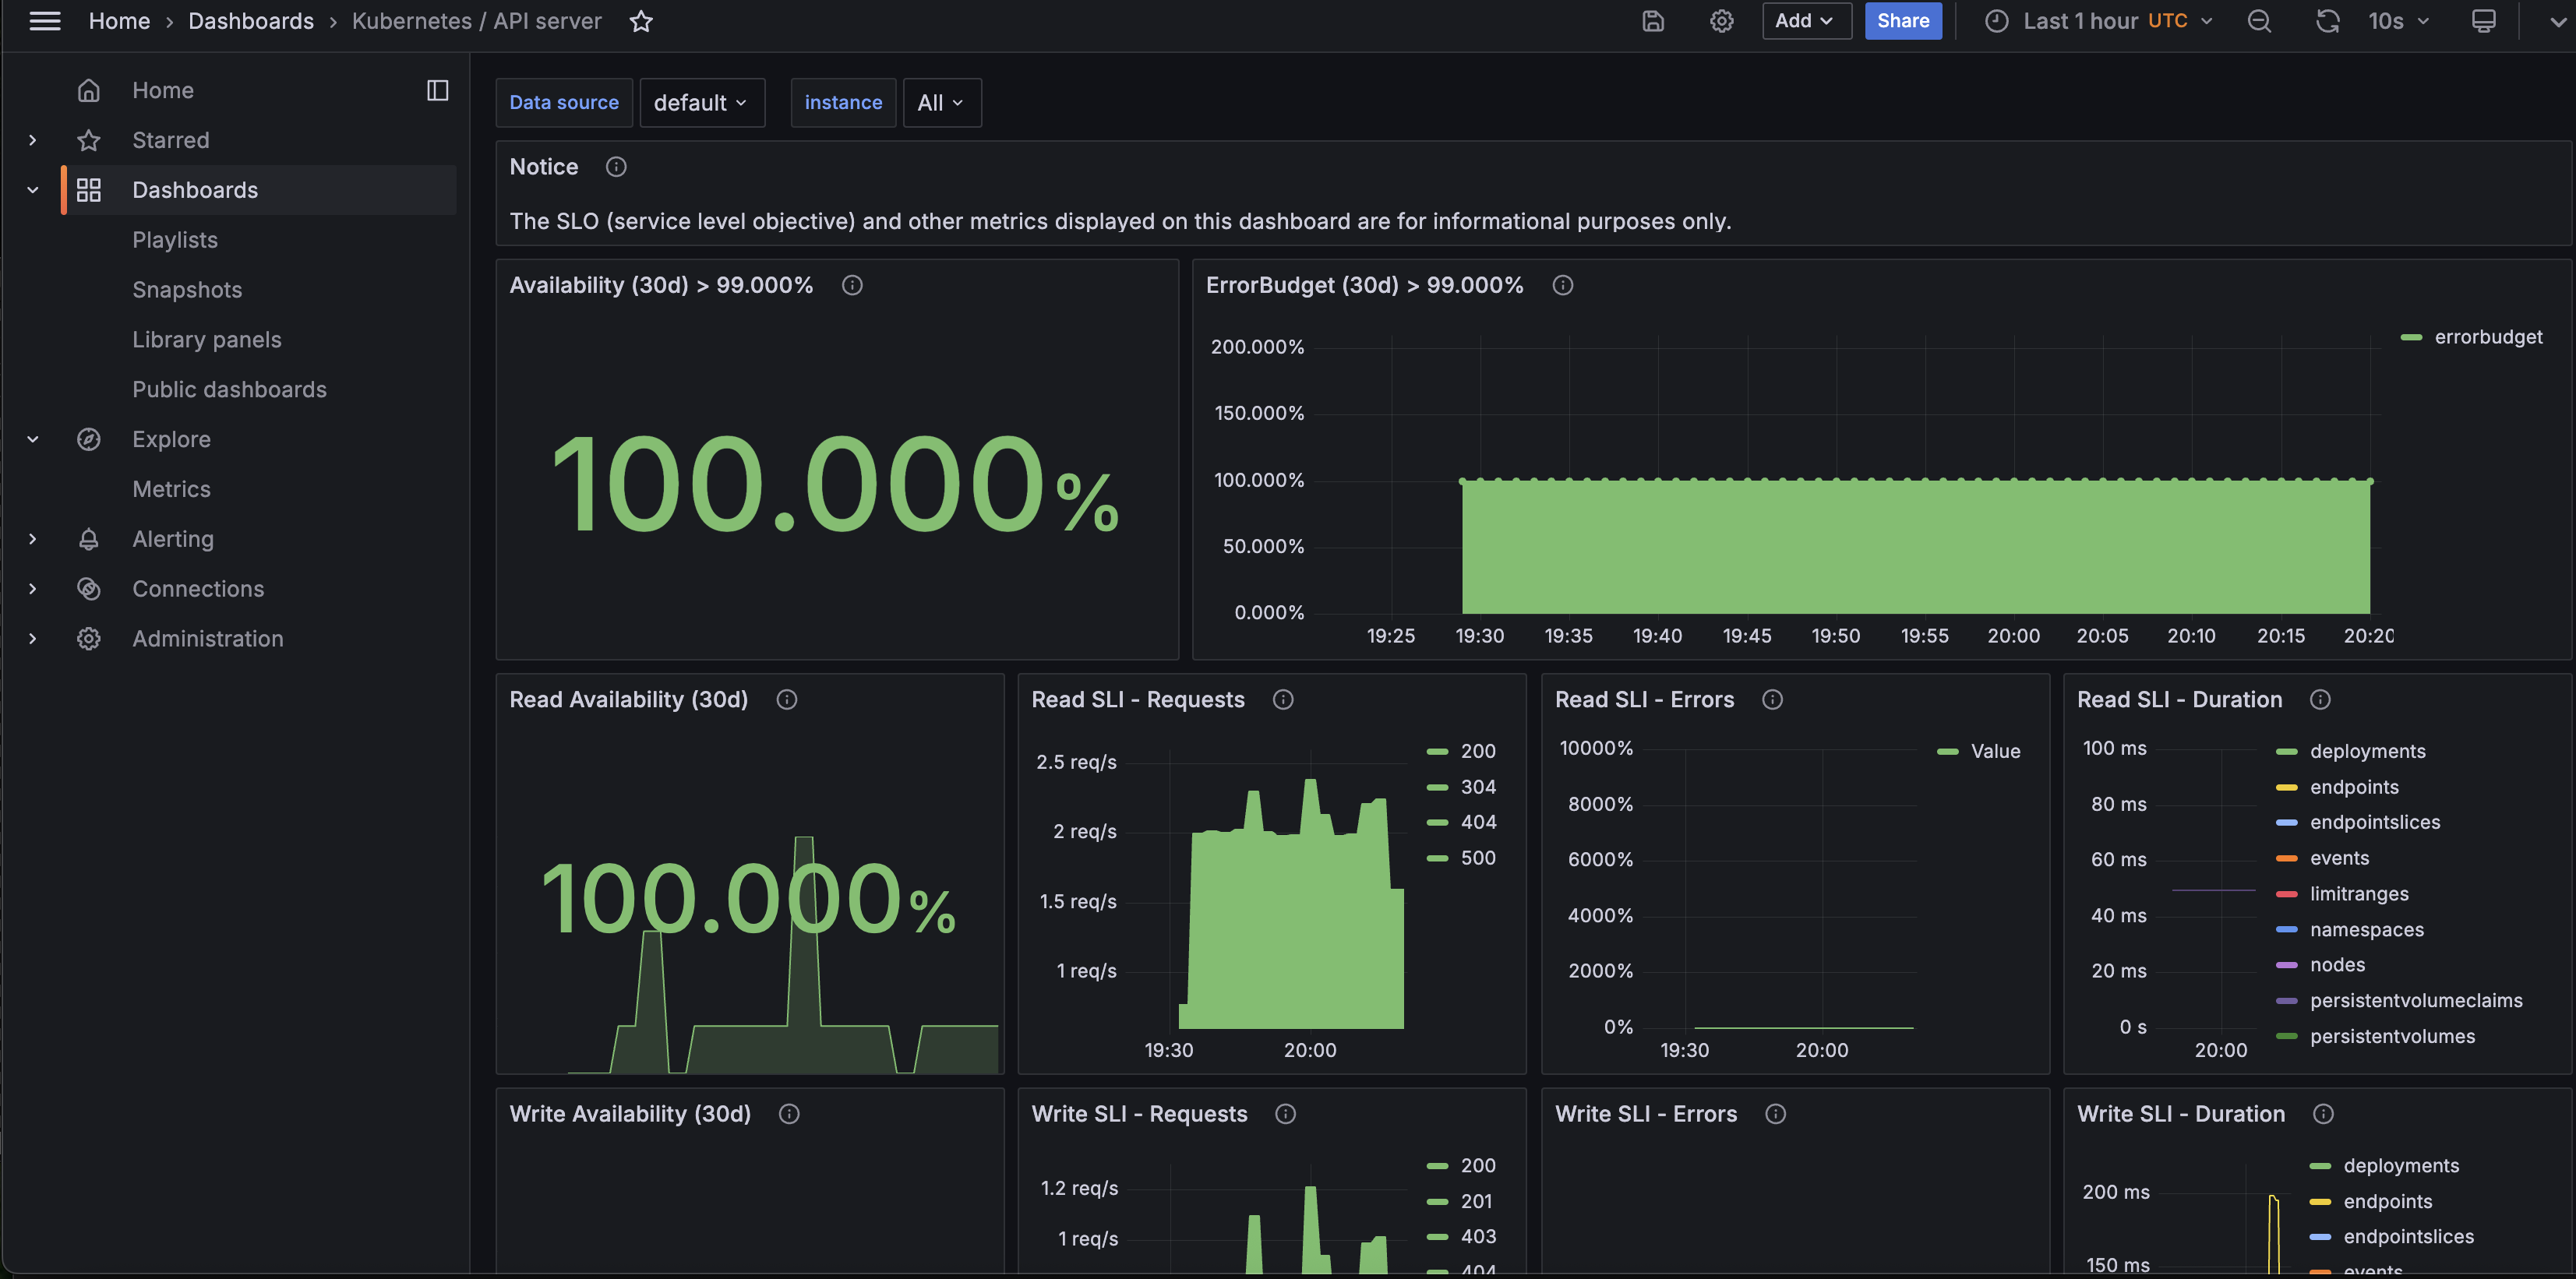 Home › Dashboards › Kubernetes / API server
Add
Share
Last 1 hour UTC
10s
Home
Starred
Dashboards
Playlists
Snapshots
Library panels
Public dashboards
Explore
Metrics
Alerting
Connections
Administration
Data source default instance All
Notice
The SLO (service level objective) and other metrics displayed on this dashboard are for informational purposes only.
Availability (30d) > 99.000%
100.000%
ErrorBudget (30d) > 99.000%
200.000%
150.000%
100.000%
50.000%
0.000%
19:25 19:30 19:35 19:40 19:45 19:50 19:55 20:00 20:05 20:10 20:15 20:20
errorbudget
Read Availability (30d)
100.000%
Read SLI - Requests
2.5 req/s
2 req/s
1.5 req/s
1 req/s
19:30 20:00
200
304
404
500
Read SLI - Errors
10000%
8000%
6000%
4000%
2000%
0%
19:30 20:00
Value
Read SLI - Duration
100 ms
80 ms
60 ms
40 ms
20 ms
0 s
20:00
deployments
endpoints
endpointslices
events
limitranges
namespaces
nodes
persistentvolumeclaims
persistentvolumes
Write Availability (30d)
Write SLI - Requests
1.2 req/s
1 req/s
200
201
403
404
Write SLI - Errors
Write SLI - Duration
200 ms
150 ms
deployments
endpoints
endpointslices
events